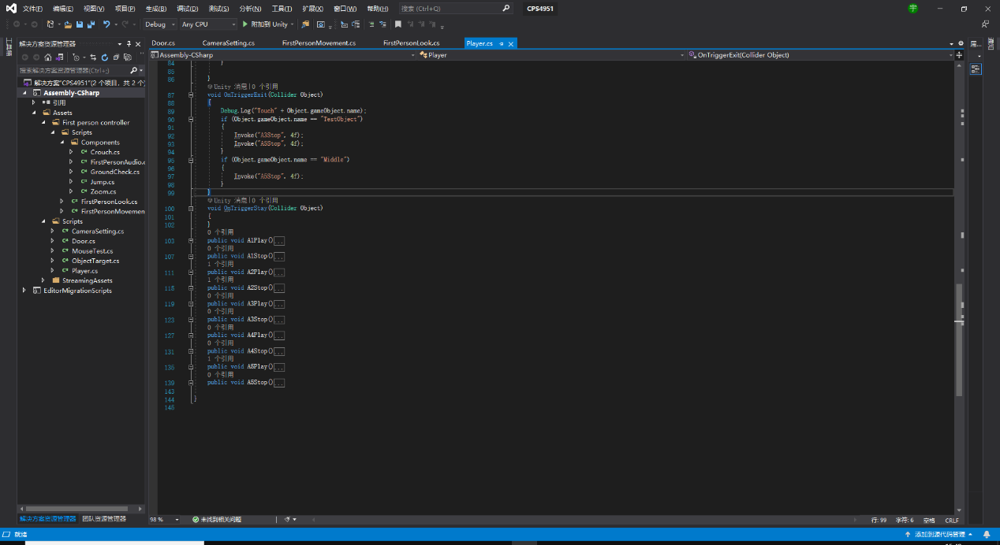 文件(F) 编辑(E) 视图(V) 项目(P) 生成(B) 调试(D) 测试(S) 分析(N) 工具(T) 扩展(X) 窗口(W) 帮助(H) 搜索 (Ctrl+Q) CPS4951 宇
Debug Any CPU 附加到 Unity
解决方案资源管理器
搜索解决方案资源管理器(Ctrl+;)
解决方案"CPS4951"(2 个项目, 共 2 个)
Assembly-CSharp
引用
Assets
First person controller
Scripts
Components
Crouch.cs
FirstPersonAudio.c
GroundCheck.cs
Jump.cs
Zoom.cs
FirstPersonLook.cs
FirstPersonMovemen
Scripts
CameraSetting.cs
Door.cs
MouseTest.cs
ObjectTarget.cs
Player.cs
StreamingAssets
EditorMigrationScripts
解决方案资源管理器 团队资源管理器
Door.cs CameraSetting.cs FirstPersonMovement.cs FirstPersonLook.cs Player.cs
Assembly-CSharp Player OnTriggerExit(Collider Object)
84 }
85
86 }
Unity 消息|0 个引用
87 void OnTriggerExit(Collider Object)
88 {
89 Debug.Log("Touch" + Object.gameObject.name);
90 if (Object.gameObject.name == "TestObject")
91 {
92 Invoke("A3Stop", 4f);
93 Invoke("A5Stop", 4f);
94 }
95 if (Object.gameObject.name == "Middle")
96 {
97 Invoke("A5Stop", 4f);
98 }
99 }
Unity 消息|0 个引用
100 void OnTriggerStay(Collider Object)
101 {
102 }
0 个引用
103 public void A1Play()...
0 个引用
107 public void A1Stop()...
1 个引用
111 public void A2Play()...
1 个引用
115 public void A2Stop()...
0 个引用
119 public void A3Play()...
0 个引用
123 public void A3Stop()...
0 个引用
127 public void A4Play()...
0 个引用
131 public void A4Stop()...
1 个引用
135 public void A5Play()...
0 个引用
139 public void A5Stop()...
143
144 }
145
98 % 未找到相关问题 行: 99 字符: 6 空格 CRLF
就绪 添加到源代码管理